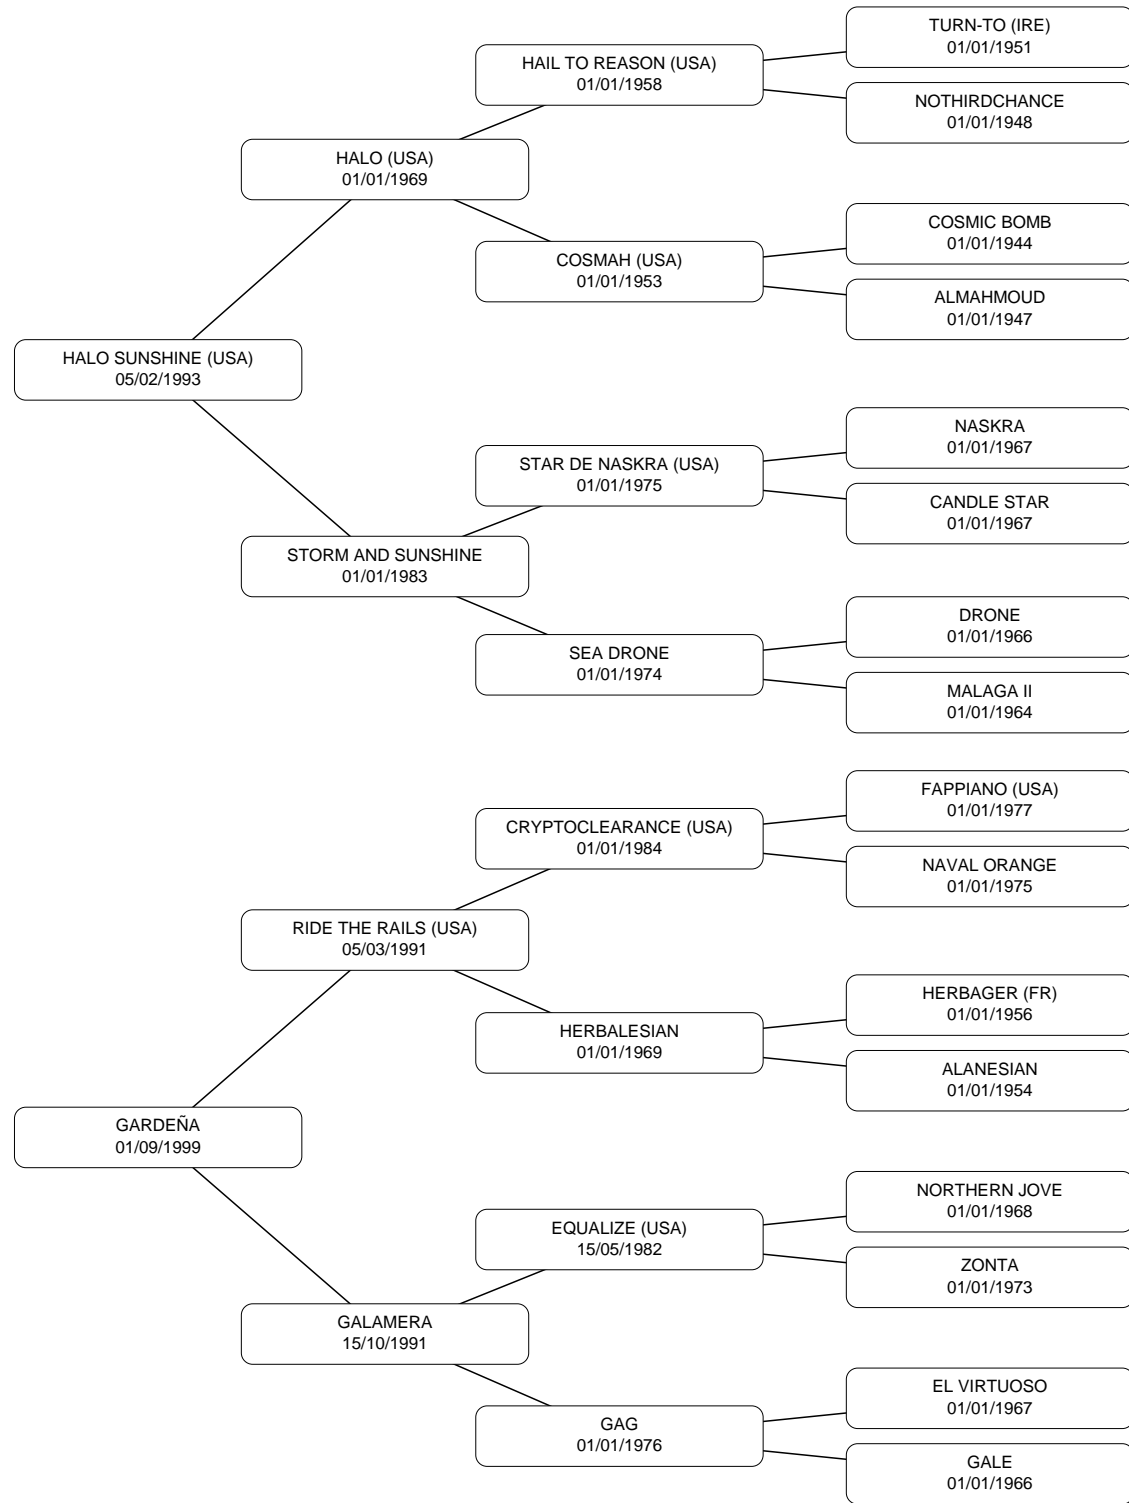 TURN-TO (IRE)
01/01/1951
HAIL TO REASON (USA)
01/01/1958
NOTHIRDCHANCE
01/01/1948
HALO (USA)
01/01/1969
COSMIC BOMB
01/01/1944
COSMAH (USA)
01/01/1953
ALMAHMOUD
01/01/1947
HALO SUNSHINE (USA)
05/02/1993
NASKRA
01/01/1967
STAR DE NASKRA (USA)
01/01/1975
CANDLE STAR
01/01/1967
STORM AND SUNSHINE
01/01/1983
DRONE
01/01/1966
SEA DRONE
01/01/1974
MALAGA II
01/01/1964
FAPPIANO (USA)
01/01/1977
CRYPTOCLEARANCE (USA)
01/01/1984
NAVAL ORANGE
01/01/1975
RIDE THE RAILS (USA)
05/03/1991
HERBAGER (FR)
01/01/1956
HERBALESIAN
01/01/1969
ALANESIAN
01/01/1954
GARDEÑA
01/09/1999
NORTHERN JOVE
01/01/1968
EQUALIZE (USA)
15/05/1982
ZONTA
01/01/1973
GALAMERA
15/10/1991
EL VIRTUOSO
01/01/1967
GAG
01/01/1976
GALE
01/01/1966